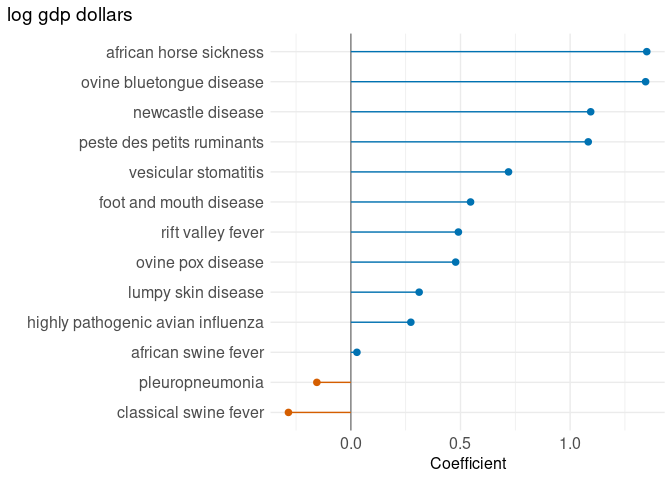 log gdp dollars
african horse sickness
ovine bluetongue disease
newcastle disease
peste des petits ruminants
vesicular stomatitis
foot and mouth disease
rift valley fever
ovine pox disease
lumpy skin disease
highly pathogenic avian influenza
african swine fever
pleuropneumonia
classical swine fever
0.0 0.5 1.0
Coefficient